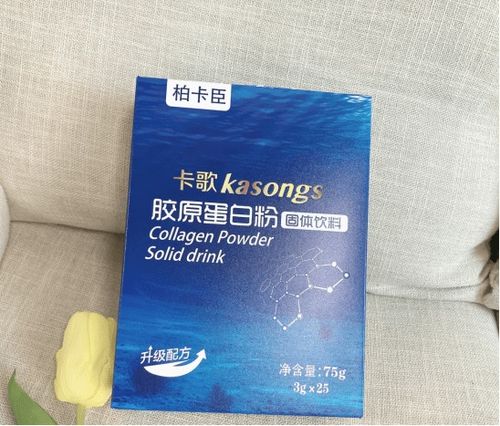 柏卡臣
卡歌 kasongs
胶原蛋白粉 固体饮料
Collagen Powder
Solid drink
升级配方
净含量:75g
3g x 25